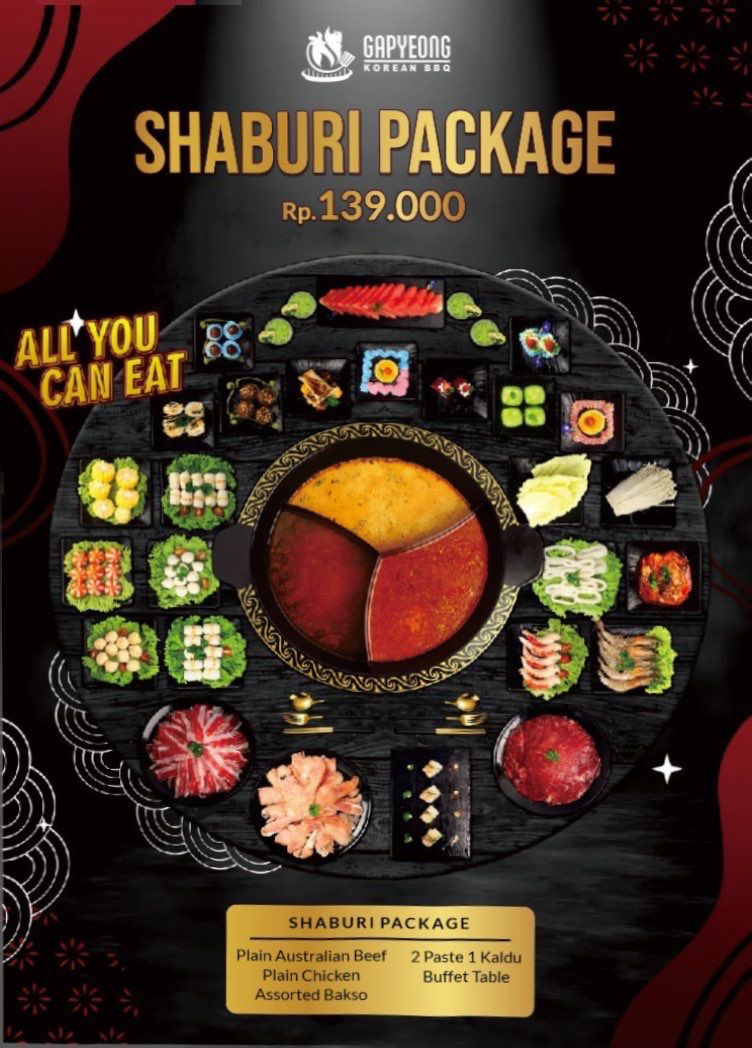 GAPYEONG
KOREAN BBQ
SHABURI PACKAGE
Rp.139.000
ALL YOU
CAN EAT
SHABURI PACKAGE
Plain Australian Beef
Plain Chicken
Assorted Bakso
2 Paste 1 Kaldu
Buffet Table